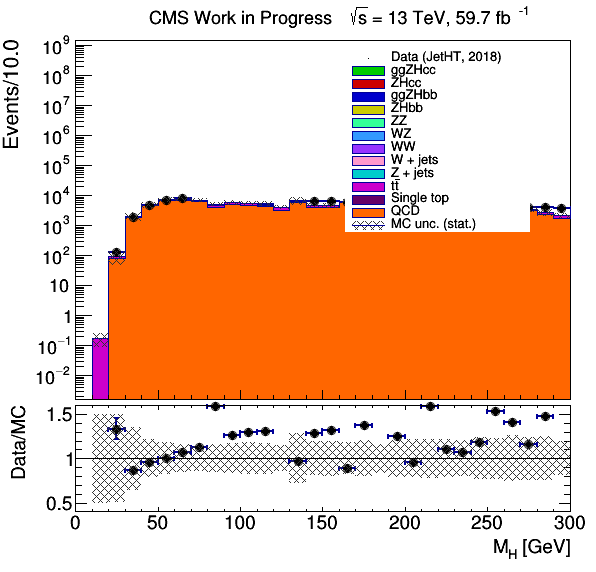 CMS Work in Progress √s = 13 TeV, 59.7 fb⁻¹
Events/10.0
10⁹
10⁸
10⁷
10⁶
10⁵
10⁴
10³
10²
10
1
10⁻¹
10⁻²
Data (JetHT, 2018)
ggZHcc
ZHcc
ggZHbb
ZHbb
ZZ
WZ
WW
W + jets
Z + jets
tt̄
Single top
QCD
MC unc. (stat.)
Data/MC
1.5
1
0.5
0 50 100 150 200 250 300
M_H [GeV]